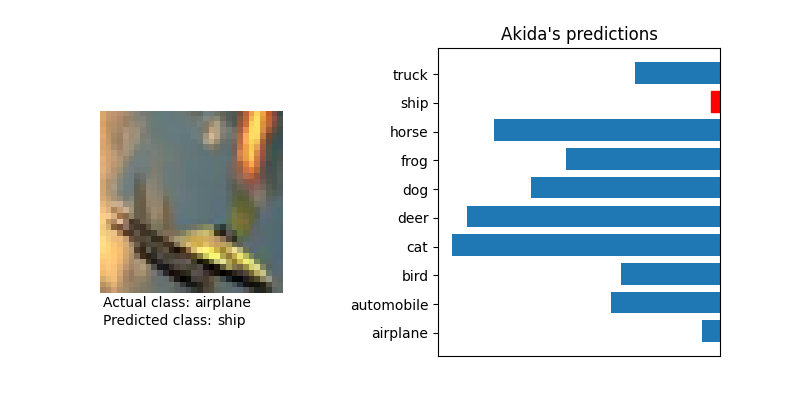 Akida's predictions
truck
ship
horse
frog
dog
deer
cat
bird
automobile
airplane
Actual class: airplane
Predicted class: ship